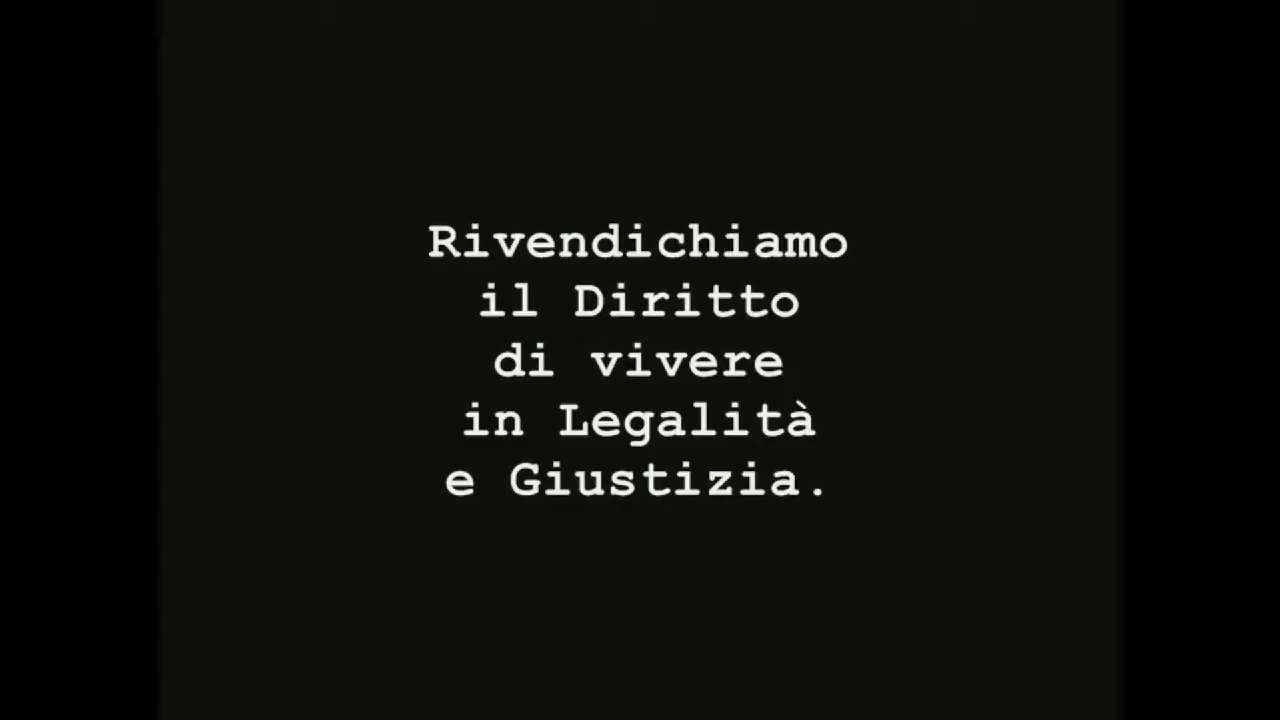 Rivendichiamo
il Diritto
di vivere
in Legalità
e Giustizia.